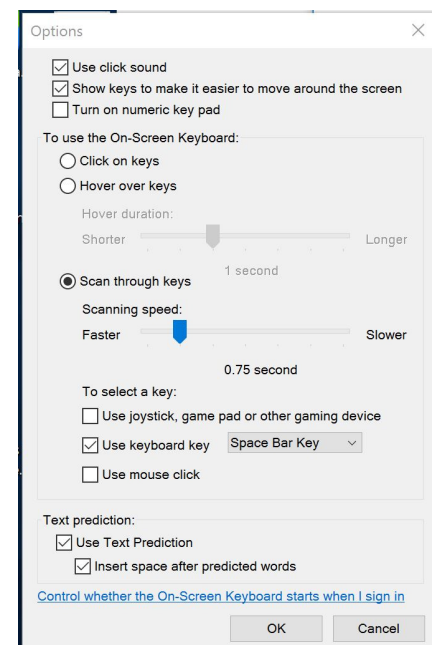 Options
Use click sound
Show keys to make it easier to move around the screen
Turn on numeric key pad
To use the On-Screen Keyboard:
Click on keys
Hover over keys
Hover duration:
Shorter Longer
1 second
Scan through keys
Scanning speed:
Faster Slower
0.75 second
To select a key:
Use joystick, game pad or other gaming device
Use keyboard key Space Bar Key
Use mouse click
Text prediction:
Use Text Prediction
Insert space after predicted words
Control whether the On-Screen Keyboard starts when I sign in
OK Cancel